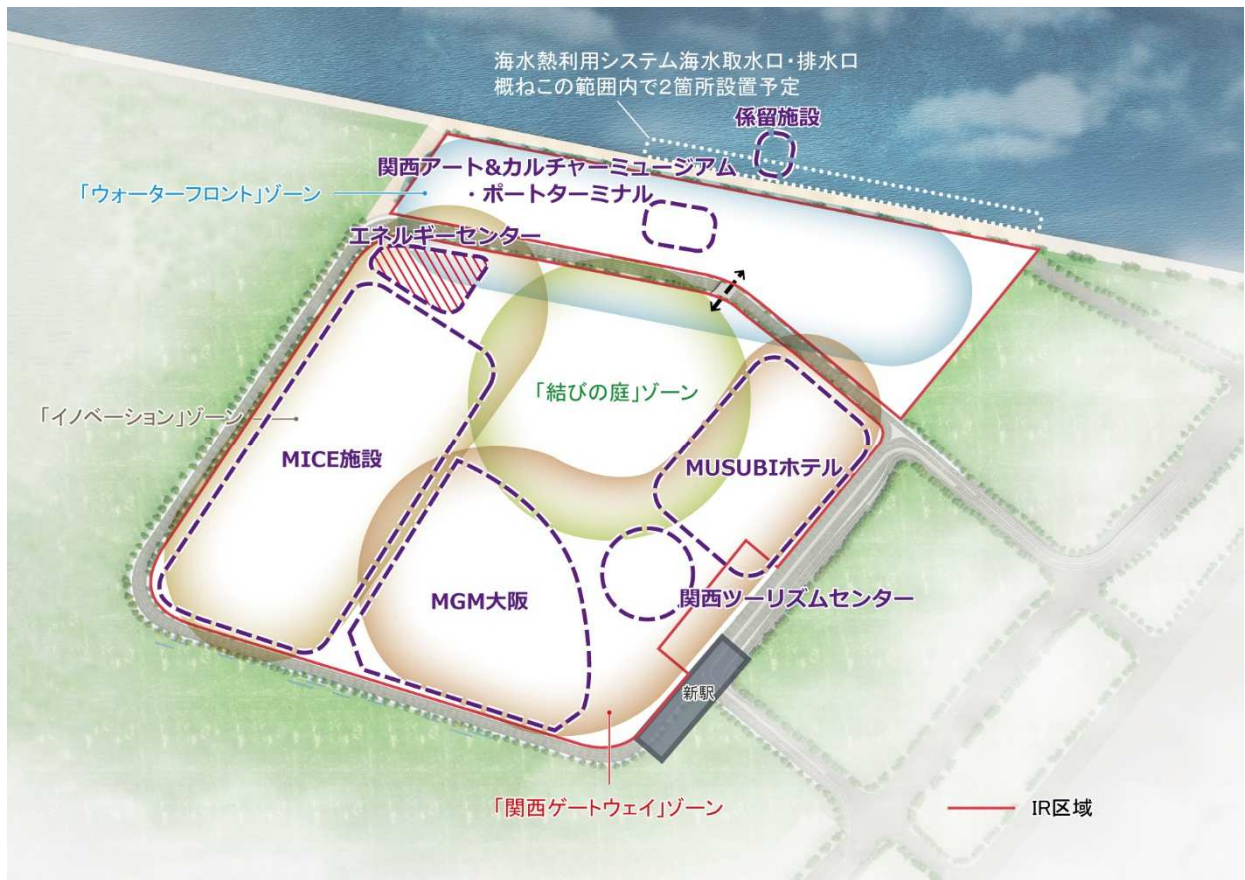 海水熱利用システム海水取水口・排水口
概ねこの範囲内で2箇所設置予定
係留施設
関西アート&カルチャーミュージアム
・ポートターミナル
「ウォーターフロント」ゾーン
エネルギーセンター
「結びの庭」ゾーン
「イノベーション」ゾーン
MICE施設
MUSUBIホテル
MGM大阪
関西ツーリズムセンター
新駅
「関西ゲートウェイ」ゾーン
IR区域